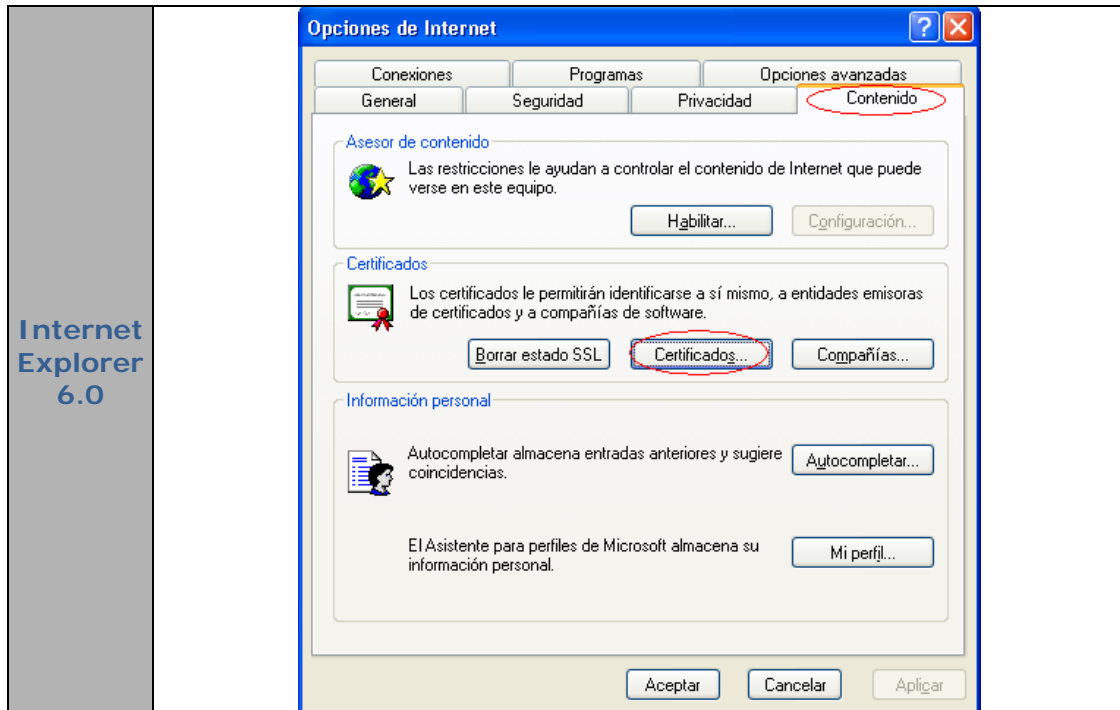 Internet
Explorer
6.0
Opciones de Internet
Conexiones
Programas
Opciones avanzadas
General
Seguridad
Privacidad
Contenido
Asesor de contenido
Las restricciones le ayudan a controlar el contenido de Internet que puede
verse en este equipo.
Habilitar...
Configuración...
Certificados
Los certificados le permitirán identificarse a sí mismo, a entidades emisoras
de certificados y a compañías de software.
Borrar estado SSL
Certificados...
Compañías...
Información personal
Autocompletar almacena entradas anteriores y sugiere
coincidencias.
Autocompletar...
El Asistente para perfiles de Microsoft almacena su
información personal.
Mi perfil...
Aceptar
Cancelar
Aplicar